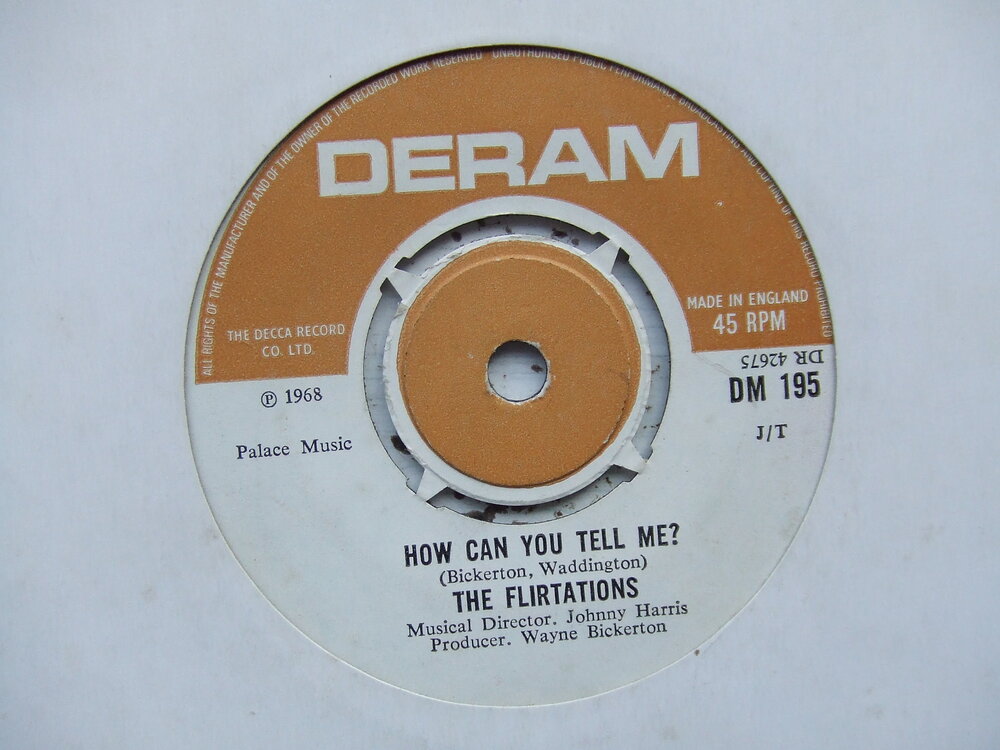 ALL RIGHTS OF THE MANUFACTURER AND OF THE OWNER OF THE RECORDED WORK RESERVED UNAUTHORISED PUBLIC PERFORMANCE BROADCASTING AND COPYING OF THIS RECORD PROHIBITED
DERAM
THE DECCA RECORD
CO. LTD.
MADE IN ENGLAND
45 RPM
DR 42675
℗ 1968
DM 195
Palace Music
J/T
HOW CAN YOU TELL ME?
(Bickerton, Waddington)
THE FLIRTATIONS
Musical Director. Johnny Harris
Producer. Wayne Bickerton